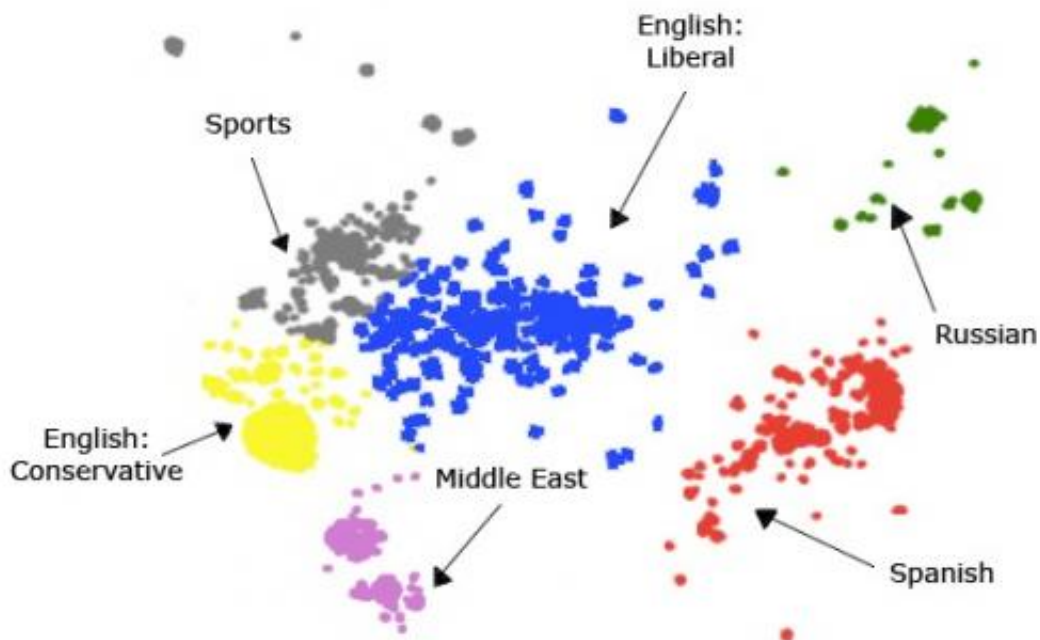 English:
Liberal
Sports
Russian
English:
Conservative
Middle East
Spanish